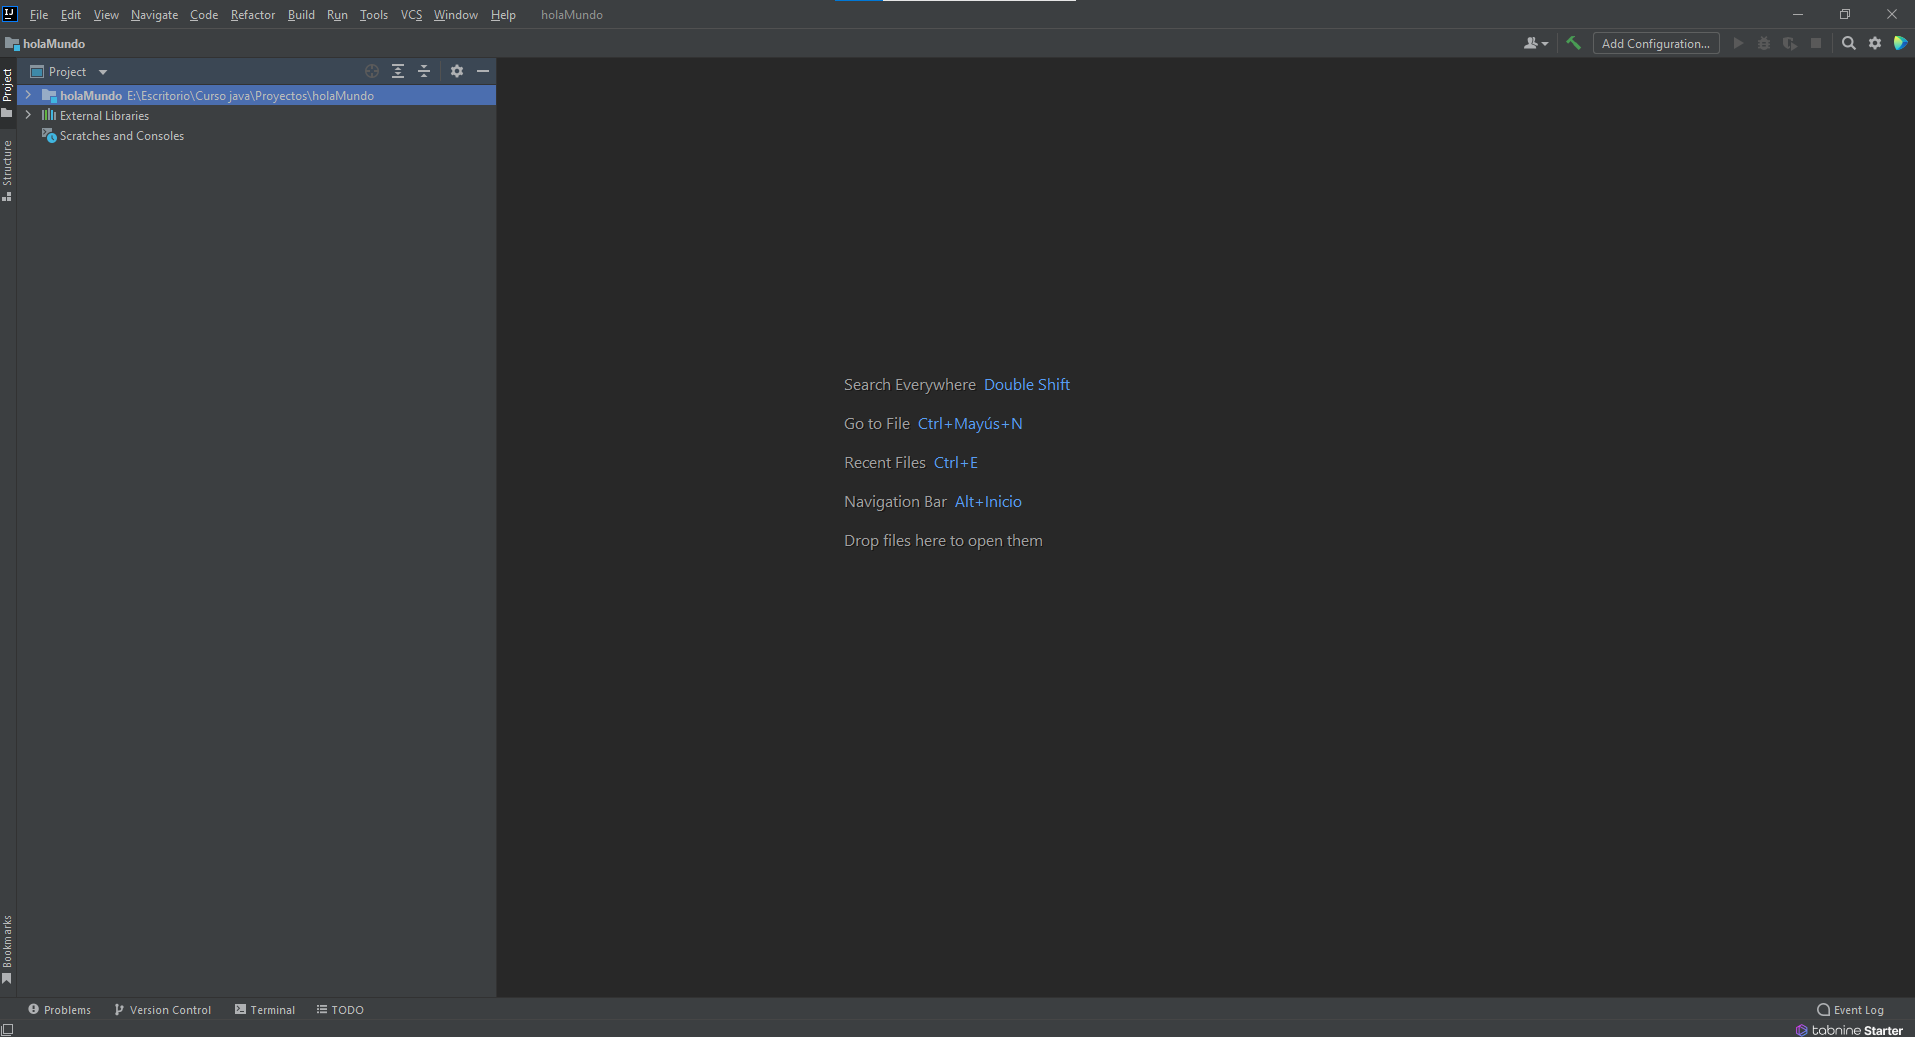 IJ File Edit View Navigate Code Refactor Build Run Tools VCS Window Help holaMundo
holaMundo
Add Configuration...
Project
Project
holaMundo E:\Escritorio\Curso java\Proyectos\holaMundo
External Libraries
Scratches and Consoles
Structure
Search Everywhere Double Shift
Go to File Ctrl+Mayús+N
Recent Files Ctrl+E
Navigation Bar Alt+Inicio
Drop files here to open them
Bookmarks
Problems Version Control Terminal TODO
Event Log
tabnine Starter